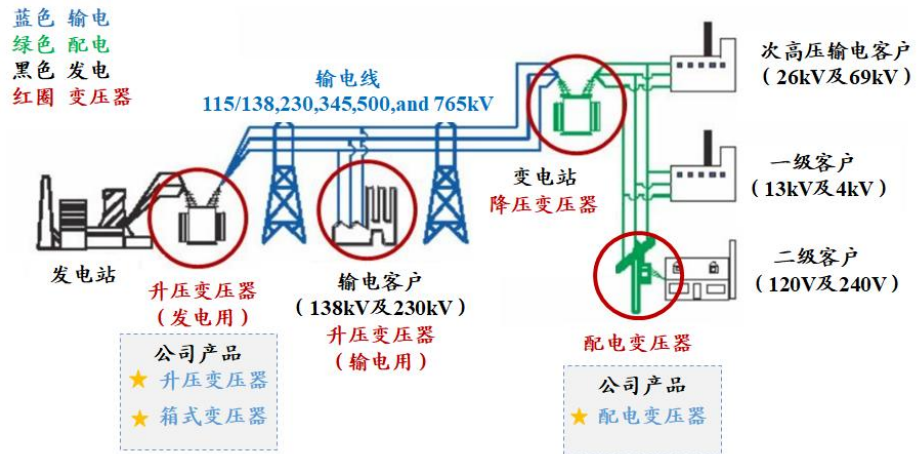 蓝色 输电
绿色 配电
黑色 发电
红圈 变压器
输电线
115/138,230,345,500,and 765kV
次高压输电客户
（26kV及69kV）
一级客户
（13kV及4kV）
二级客户
（120V及240V）
变电站
降压变压器
发电站
升压变压器
（发电用）
输电客户
（138kV及230kV）
升压变压器
（输电用）
配电变压器
公司产品
升压变压器
箱式变压器
公司产品
配电变压器